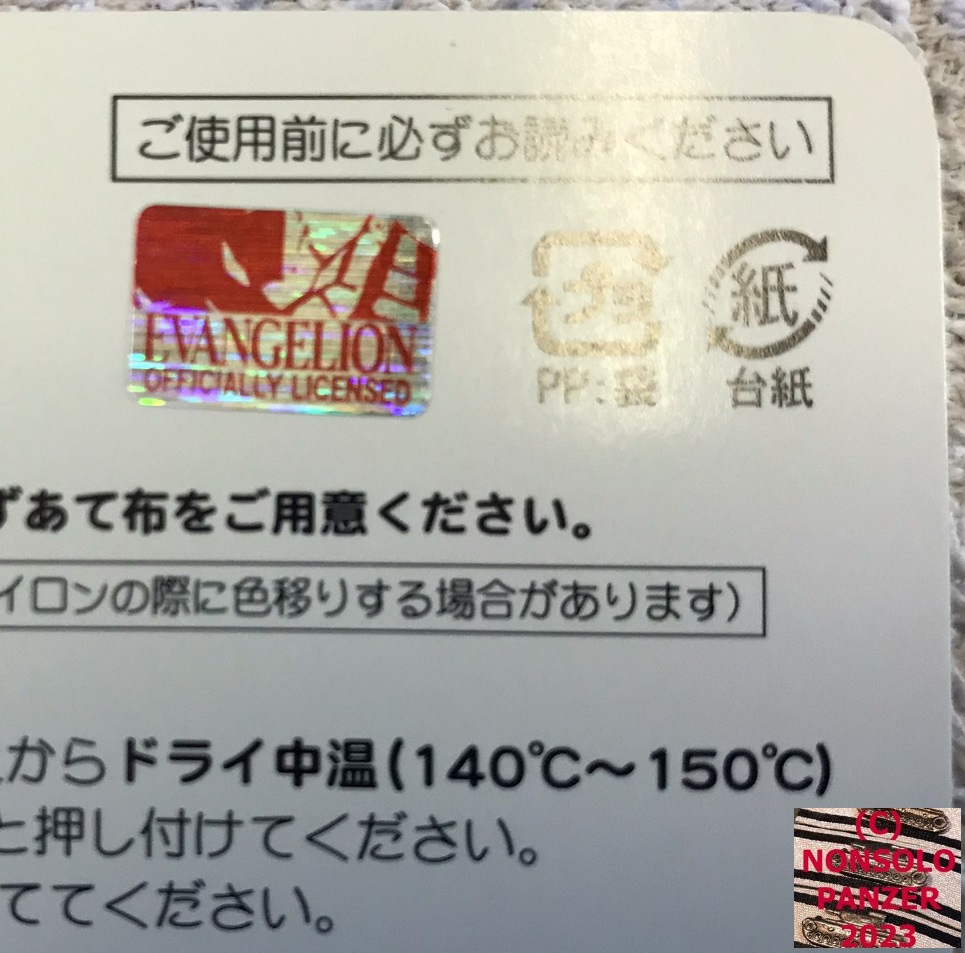 ご使用前に必ずお読みください
EVANGELION
OFFICIALLY LICENSED
プラ
PP:袋
紙
台紙
ずあて布をご用意ください。
イロンの際に色移りする場合があります)
からドライ中温(140℃〜150℃)
と押し付けてください。
ててください。
(C)
NONSOLO
PANZER
2023